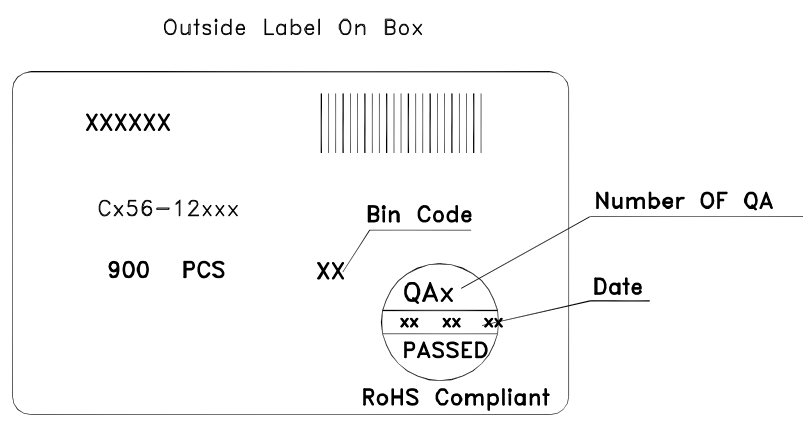 Outside Label On Box
XXXXXX
Cx56-12xxx
Bin Code
Number OF QA
900 PCS
XX
QAx
Date
xx xx xx
PASSED
RoHS Compliant